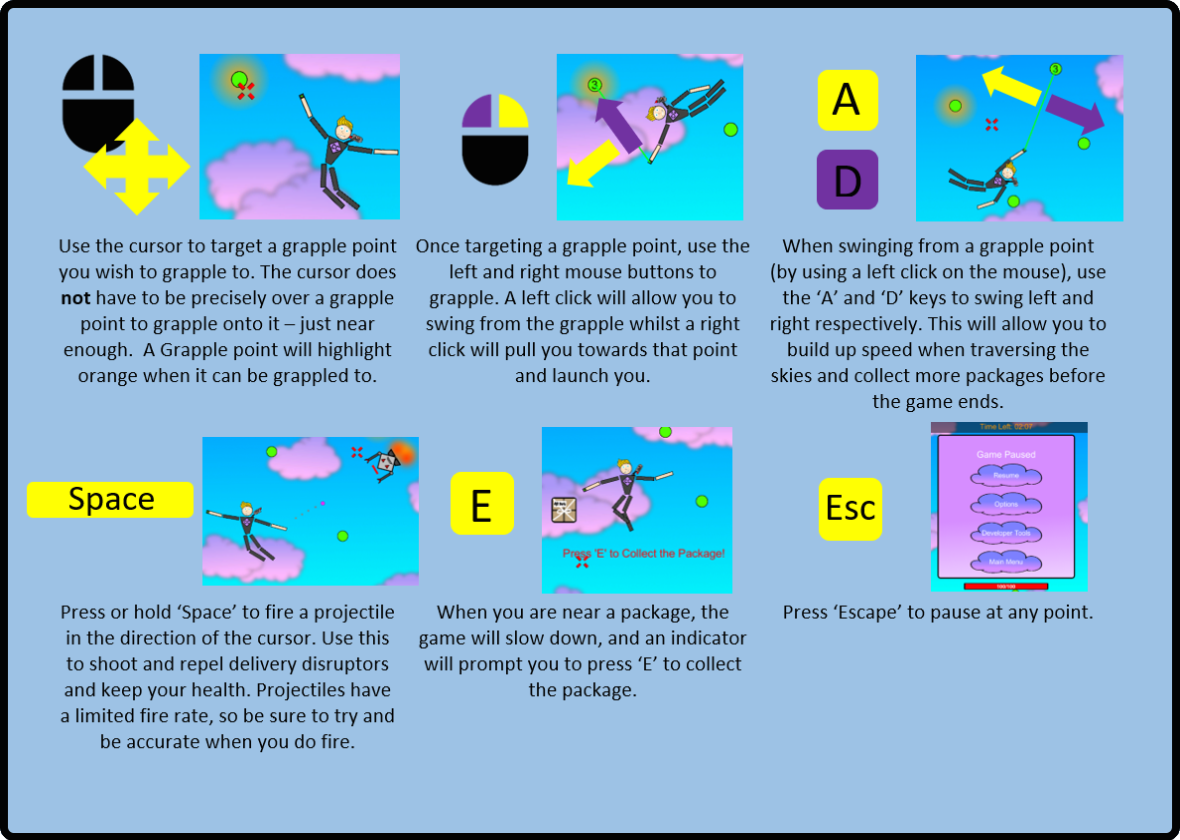 3
3
A
D
Use the cursor to target a grapple point
you wish to grapple to. The cursor does
not have to be precisely over a grapple
point to grapple onto it – just near
enough.  A Grapple point will highlight
orange when it can be grappled to.
Once targeting a grapple point, use the
left and right mouse buttons to
grapple. A left click will allow you to
swing from the grapple whilst a right
click will pull you towards that point
and launch you.
When swinging from a grapple point
(by using a left click on the mouse), use
the ‘A’ and ‘D’ keys to swing left and
right respectively. This will allow you to
build up speed when traversing the
skies and collect more packages before
the game ends.
Space
E
Press 'E' to Collect the Package!
Esc
Time Left: 02:07
Game Paused
Resume
Options
Developer Tools
Main Menu
100/100
Press or hold ‘Space’ to fire a projectile
in the direction of the cursor. Use this
to shoot and repel delivery disruptors
and keep your health. Projectiles have
a limited fire rate, so be sure to try and
be accurate when you do fire.
When you are near a package, the
game will slow down, and an indicator
will prompt you to press ‘E’ to collect
the package.
Press ‘Escape’ to pause at any point.